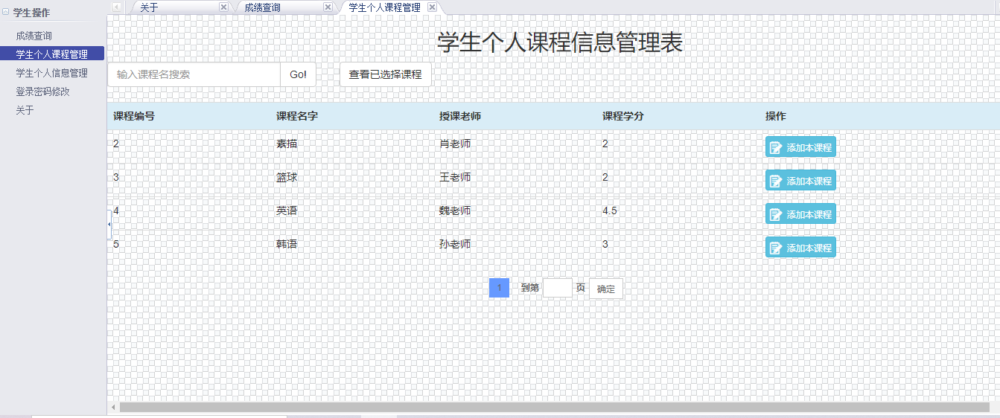 学生操作
成绩查询
学生个人课程管理
学生个人信息管理
登录密码修改
关于
关于 成绩查询 学生个人课程管理
学生个人课程信息管理表
输入课程名搜索 Go! 查看已选择课程
课程编号 课程名字 授课老师 课程学分 操作
2 素描 肖老师 2 添加本课程
3 篮球 王老师 2 添加本课程
4 英语 魏老师 4.5 添加本课程
5 韩语 孙老师 3 添加本课程
1 到第 页 确定